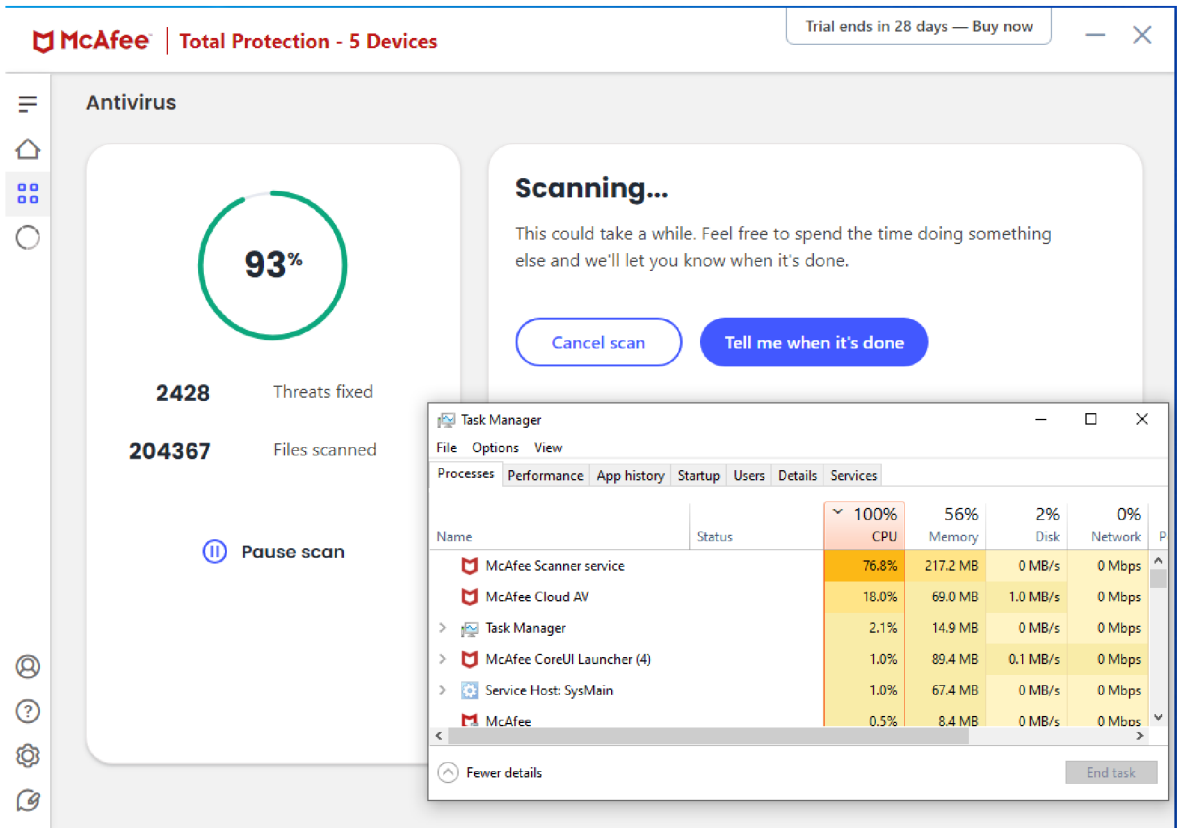 McAfee Total Protection - 5 Devices
Trial ends in 28 days — Buy now
Antivirus
93%
2428 Threats fixed
204367 Files scanned
Pause scan
Scanning...
This could take a while. Feel free to spend the time doing something
else and we'll let you know when it's done.
Cancel scan
Tell me when it's done
Task Manager
File Options View
Processes Performance App history Startup Users Details Services
100% 56% 2% 0%
Name Status CPU Memory Disk Network P
McAfee Scanner service 76.8% 217.2 MB 0 MB/s 0 Mbps
McAfee Cloud AV 18.0% 69.0 MB 1.0 MB/s 0 Mbps
Task Manager 2.1% 14.9 MB 0 MB/s 0 Mbps
McAfee CoreUI Launcher (4) 1.0% 89.4 MB 0.1 MB/s 0 Mbps
Service Host: SysMain 1.0% 67.4 MB 0 MB/s 0 Mbps
McAfee 0.5% 8.4 MB 0 MB/s 0 Mbps
Fewer details
End task